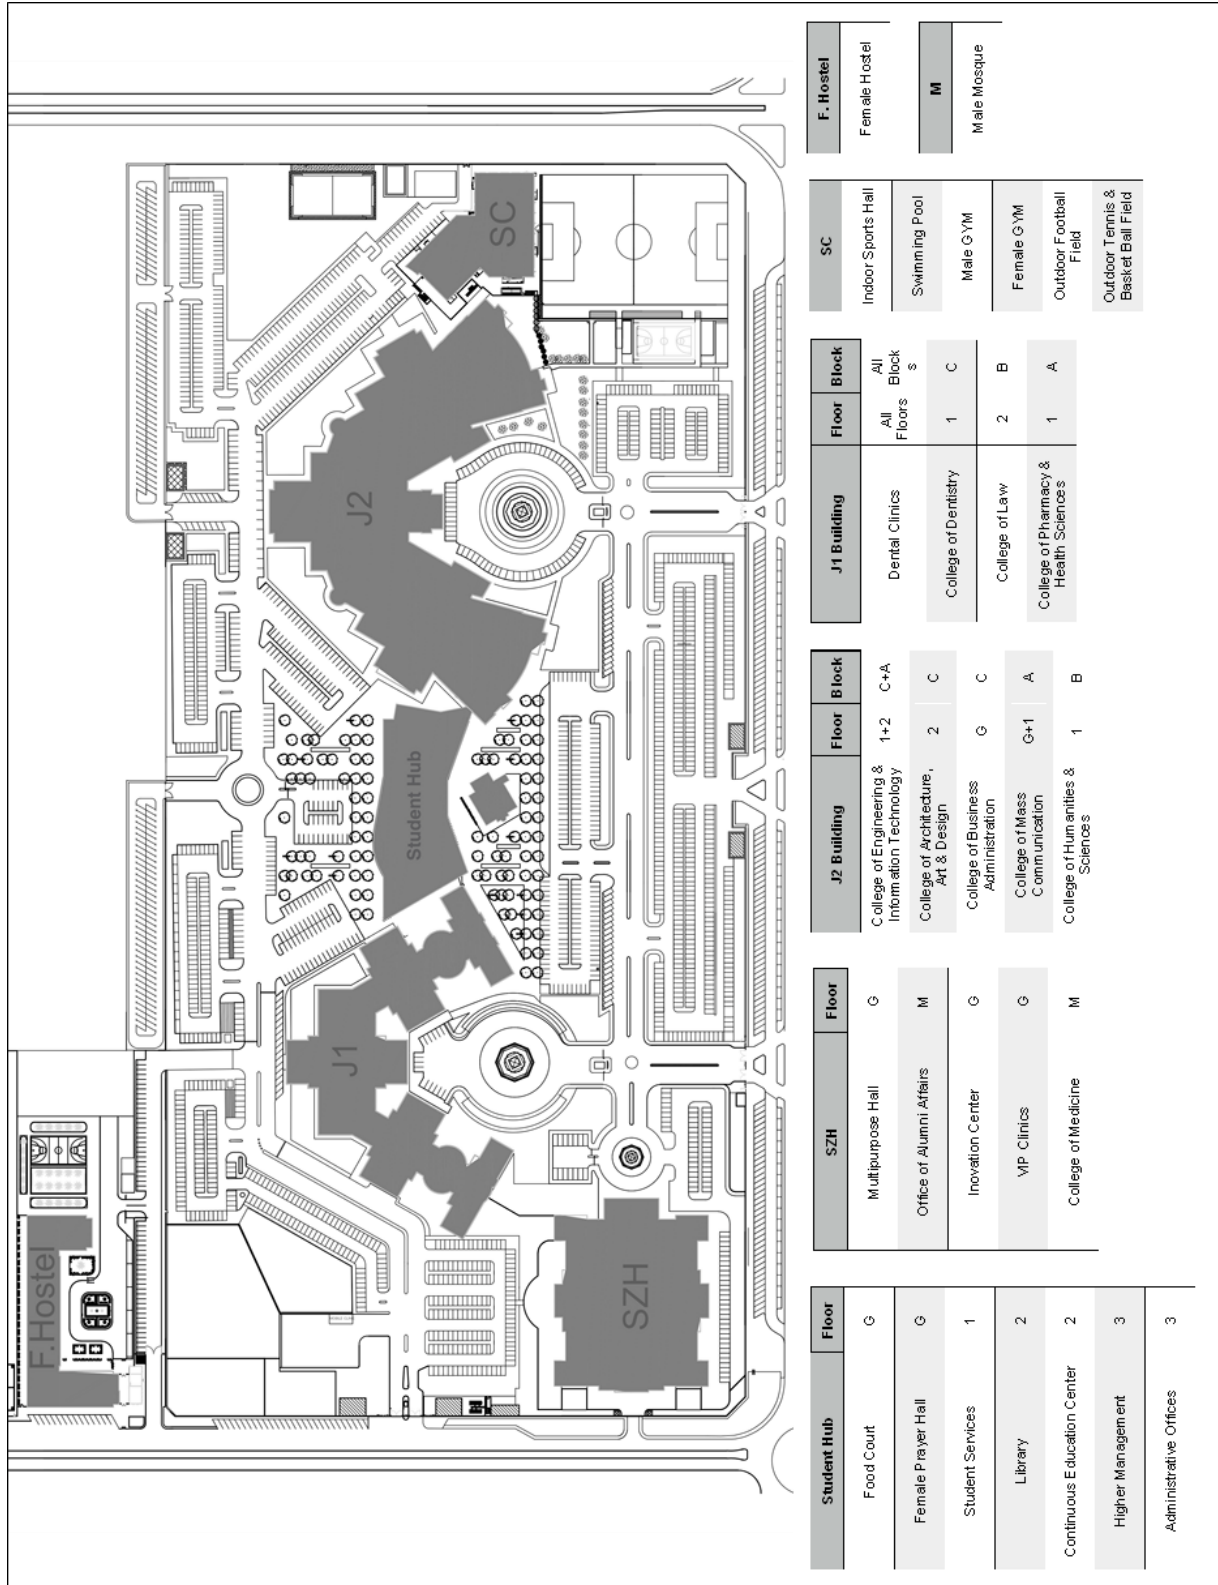 F.Hostel
J1
J2
SC
Student Hub
SZH
Student Hub Floor
Food Court G
Female Prayer Hall G
Student Services 1
Library 2
Continuous Education Center 2
Higher Management 3
Administrative Offices 3
SZH Floor
Multipurpose Hall G
Office of Alumni Affairs M
Inovation Center G
VIP Clinics G
College of Medicine M
J2 Building Floor Block
College of Engineering &
Information Technology 1+2 C+A
College of Architecture,
Art & Design 2 C
College of Business
Administration G C
College of Mass
Communication G+1 A
College of Humanities &
Sciences 1 B
J1 Building Floor Block
Dental Clinics All
Floors All
Block
s
College of Dentistry 1 C
College of Law 2 B
College of Pharmacy &
Health Sciences 1 A
SC
Indoor Sports Hall
Swimming Pool
Male GYM
Female GYM
Outdoor Football
Field
Outdoor Tennis &
Basket Ball Field
F. Hostel
Female Hostel
M
Male Mosque